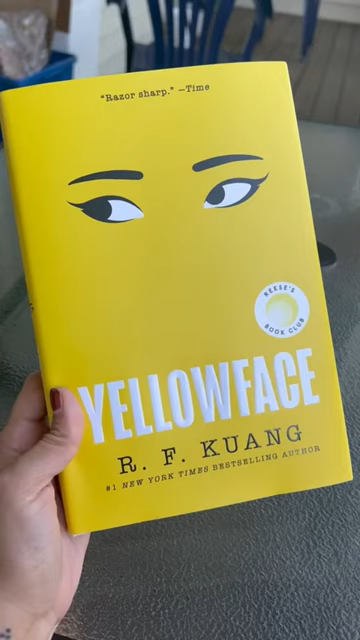 “Razor sharp.” —Time
REESE'S
BOOK CLUB
YELLOWFACE
R. F. KUANG
#1 NEW YORK TIMES BESTSELLING AUTHOR